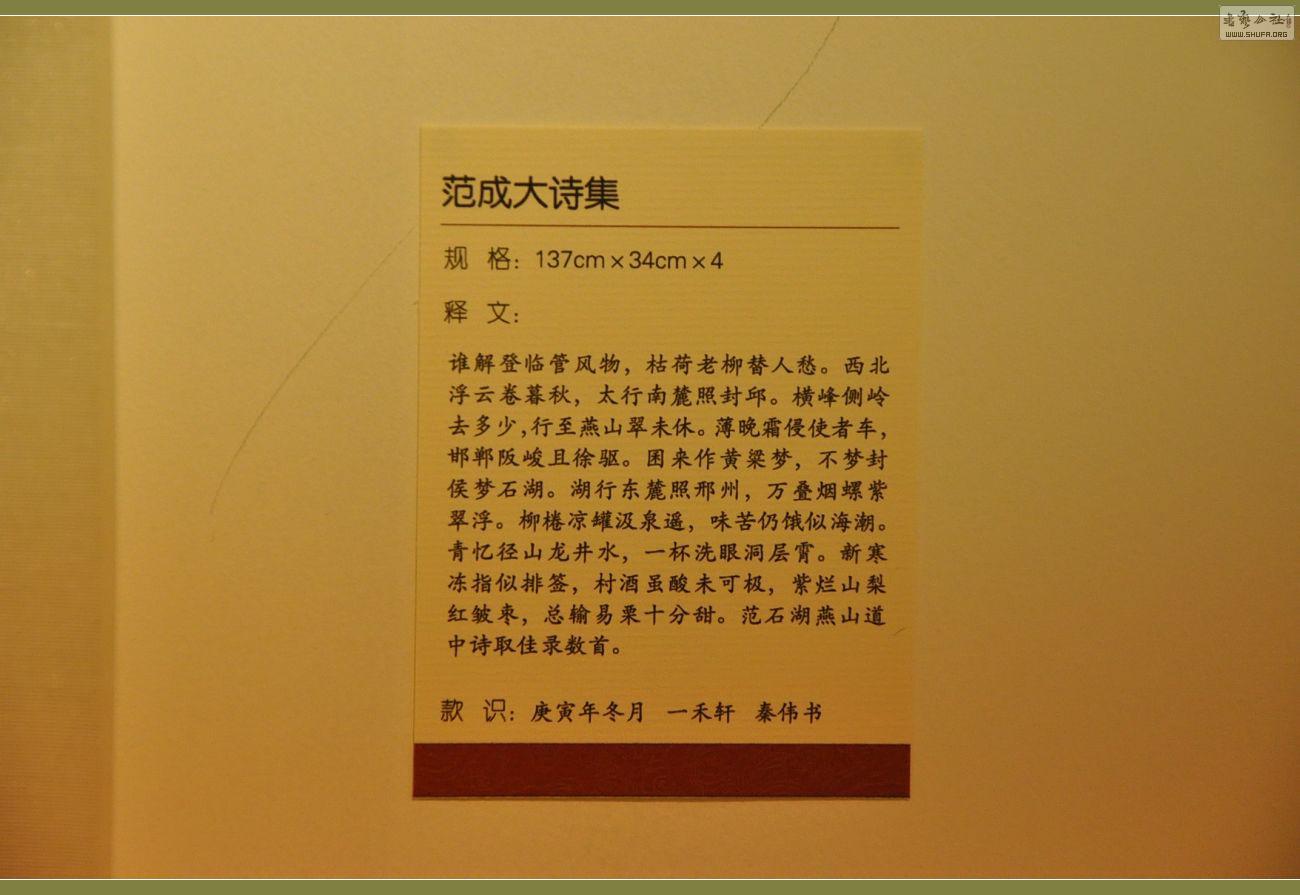 范成大诗集
规 格：137cm×34cm×4
释 文：
谁解登临管风物，枯荷老柳替人愁。西北
浮云卷暮秋，太行南麓照封邱。横峰侧岭
去多少，行至燕山翠未休。薄晚霜侵使者车，
邯郸阪峻且徐驱。困来作黄粱梦，不梦封
侯梦石湖。湖行东麓照邢州，万叠烟螺紫
翠浮。柳棬凉罐汲泉遥，味苦仍饿似海潮。
青忆径山龙井水，一杯洗眼洞层霄。新寒
冻指似排签，村酒虽酸未可极，紫烂山梨
红皱枣，总输易栗十分甜。范石湖燕山道
中诗取佳录数首。
款 识：庚寅年冬月 一禾轩 秦伟书
书艺公社
WWW.SHUFA.ORG